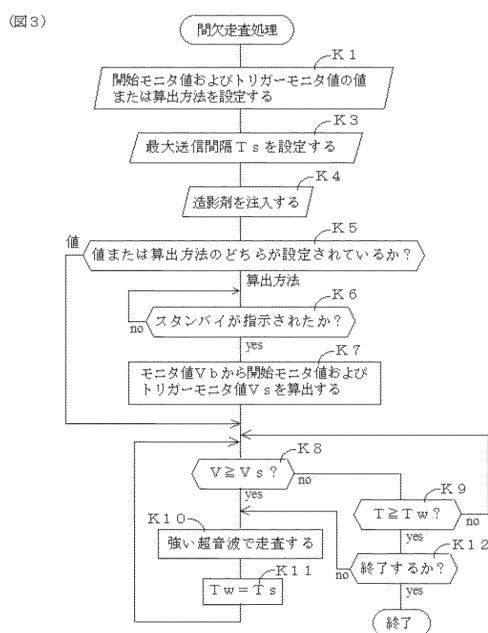 (図3)
間欠走査処理
K1
開始モニタ値およびトリガーモニタ値の値
または算出方法を設定する
K3
最大送信間隔Tsを設定する
K4
造影剤を注入する
K5
値
値または算出方法のどちらが設定されているか？
算出方法
K6
スタンバイが指示されたか？
no
yes
K7
モニタ値Vbから開始モニタ値および
トリガーモニタ値Vsを算出する
K8
V≧Vs？
no
yes
K9
T≧Tw？
no
yes
K10
強い超音波で走査する
K12
終了するか？
no
yes
K11
Tw＝Ts
終了